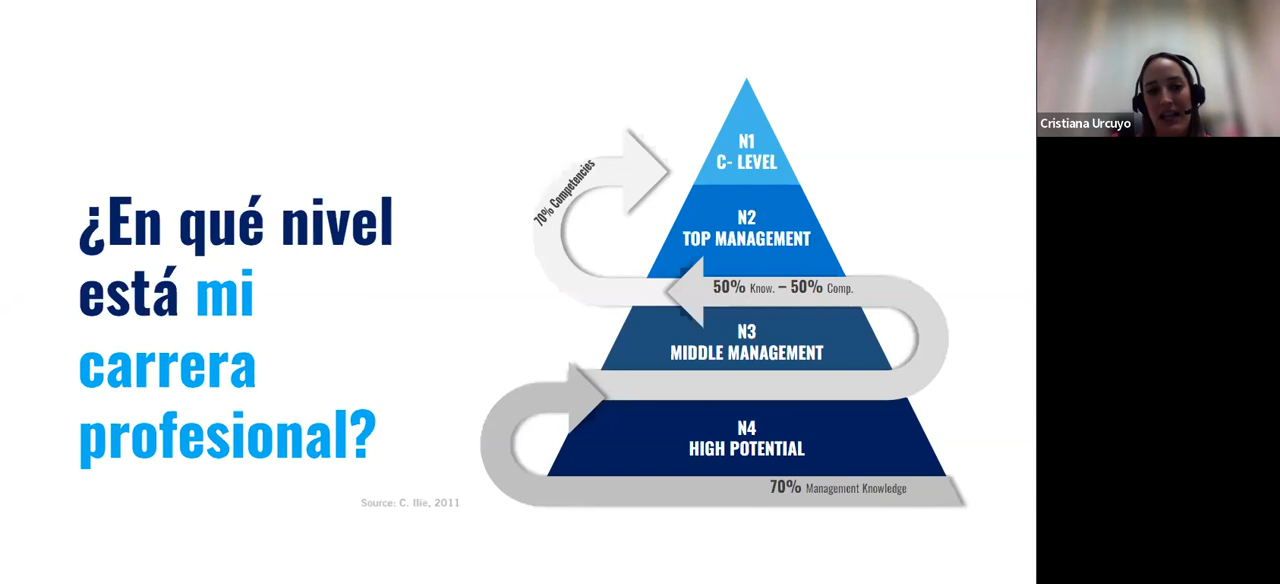 ¿En qué nivel
está mi
carrera
profesional?
Source: C. Ilie, 2011
70% Competencies
N1
C- LEVEL
N2
TOP MANAGEMENT
50% Know. – 50% Comp.
N3
MIDDLE MANAGEMENT
N4
HIGH POTENTIAL
70% Management Knowledge
Cristiana Urcuyo